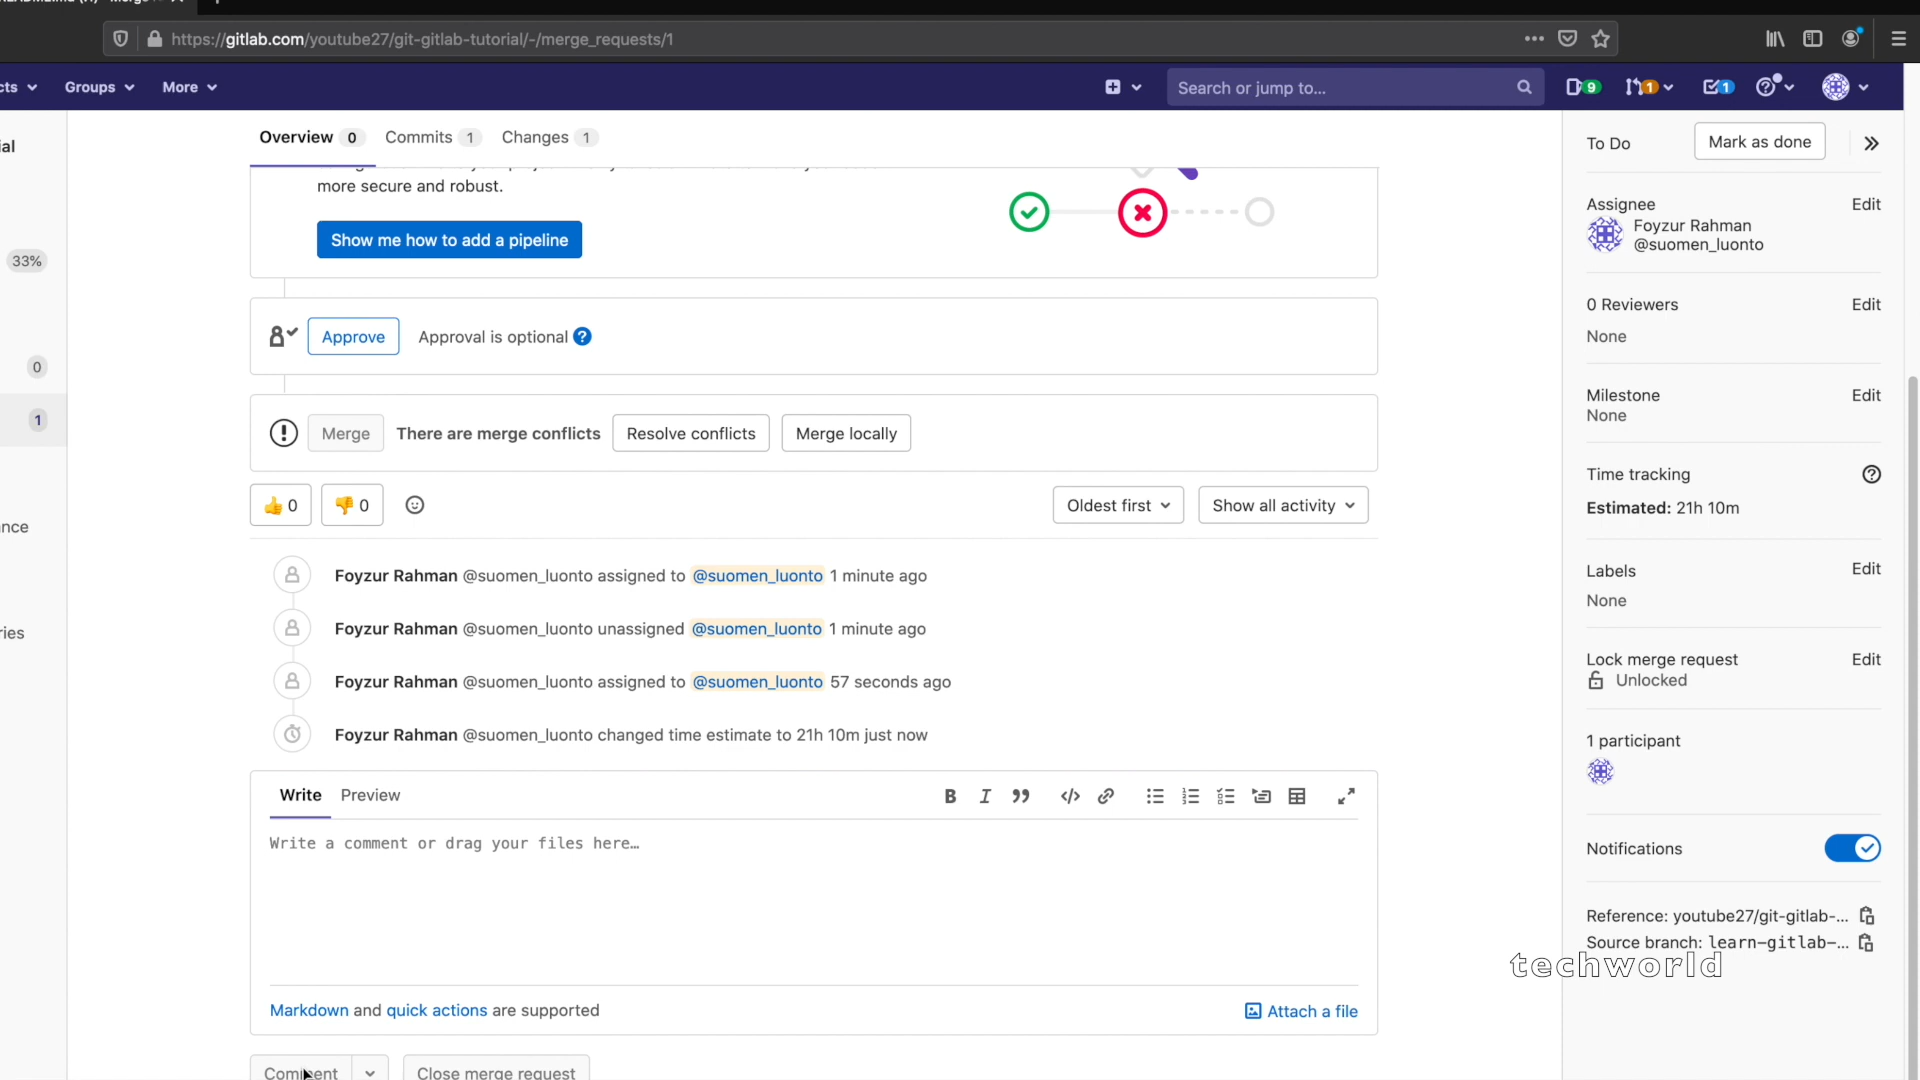 https://gitlab.com/youtube27/git-gitlab-tutorial/-/merge_requests/1
cts Groups More
Search or jump to...
9 1 1
ial
33%
0
1
ance
ries
Overview 0 Commits 1 Changes 1
more secure and robust.
Show me how to add a pipeline
Approve Approval is optional ?
Merge There are merge conflicts Resolve conflicts Merge locally
👍 0 👎 0
Oldest first Show all activity
Foyzur Rahman @suomen_luonto assigned to @suomen_luonto 1 minute ago
Foyzur Rahman @suomen_luonto unassigned @suomen_luonto 1 minute ago
Foyzur Rahman @suomen_luonto assigned to @suomen_luonto 57 seconds ago
Foyzur Rahman @suomen_luonto changed time estimate to 21h 10m just now
Write Preview
Write a comment or drag your files here…
Markdown and quick actions are supported
Attach a file
Comment Close merge request
To Do Mark as done
Assignee Edit
Foyzur Rahman
@suomen_luonto
0 Reviewers Edit
None
Milestone Edit
None
Time tracking
Estimated: 21h 10m
Labels Edit
None
Lock merge request Edit
Unlocked
1 participant
Notifications
Reference: youtube27/git-gitlab-...
Source branch: learn-gitlab-...
techworld